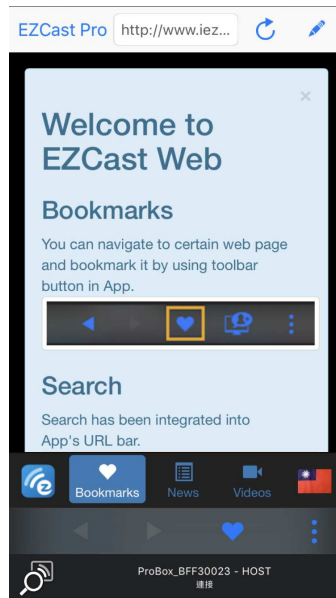 EZCast Pro http://www.iez...
×
Welcome to
EZCast Web
Bookmarks
You can navigate to certain web page
and bookmark it by using toolbar
button in App.
Search
Search has been integrated into
App's URL bar.
Bookmarks News Videos
ProBox_BFF30023 - HOST
連接